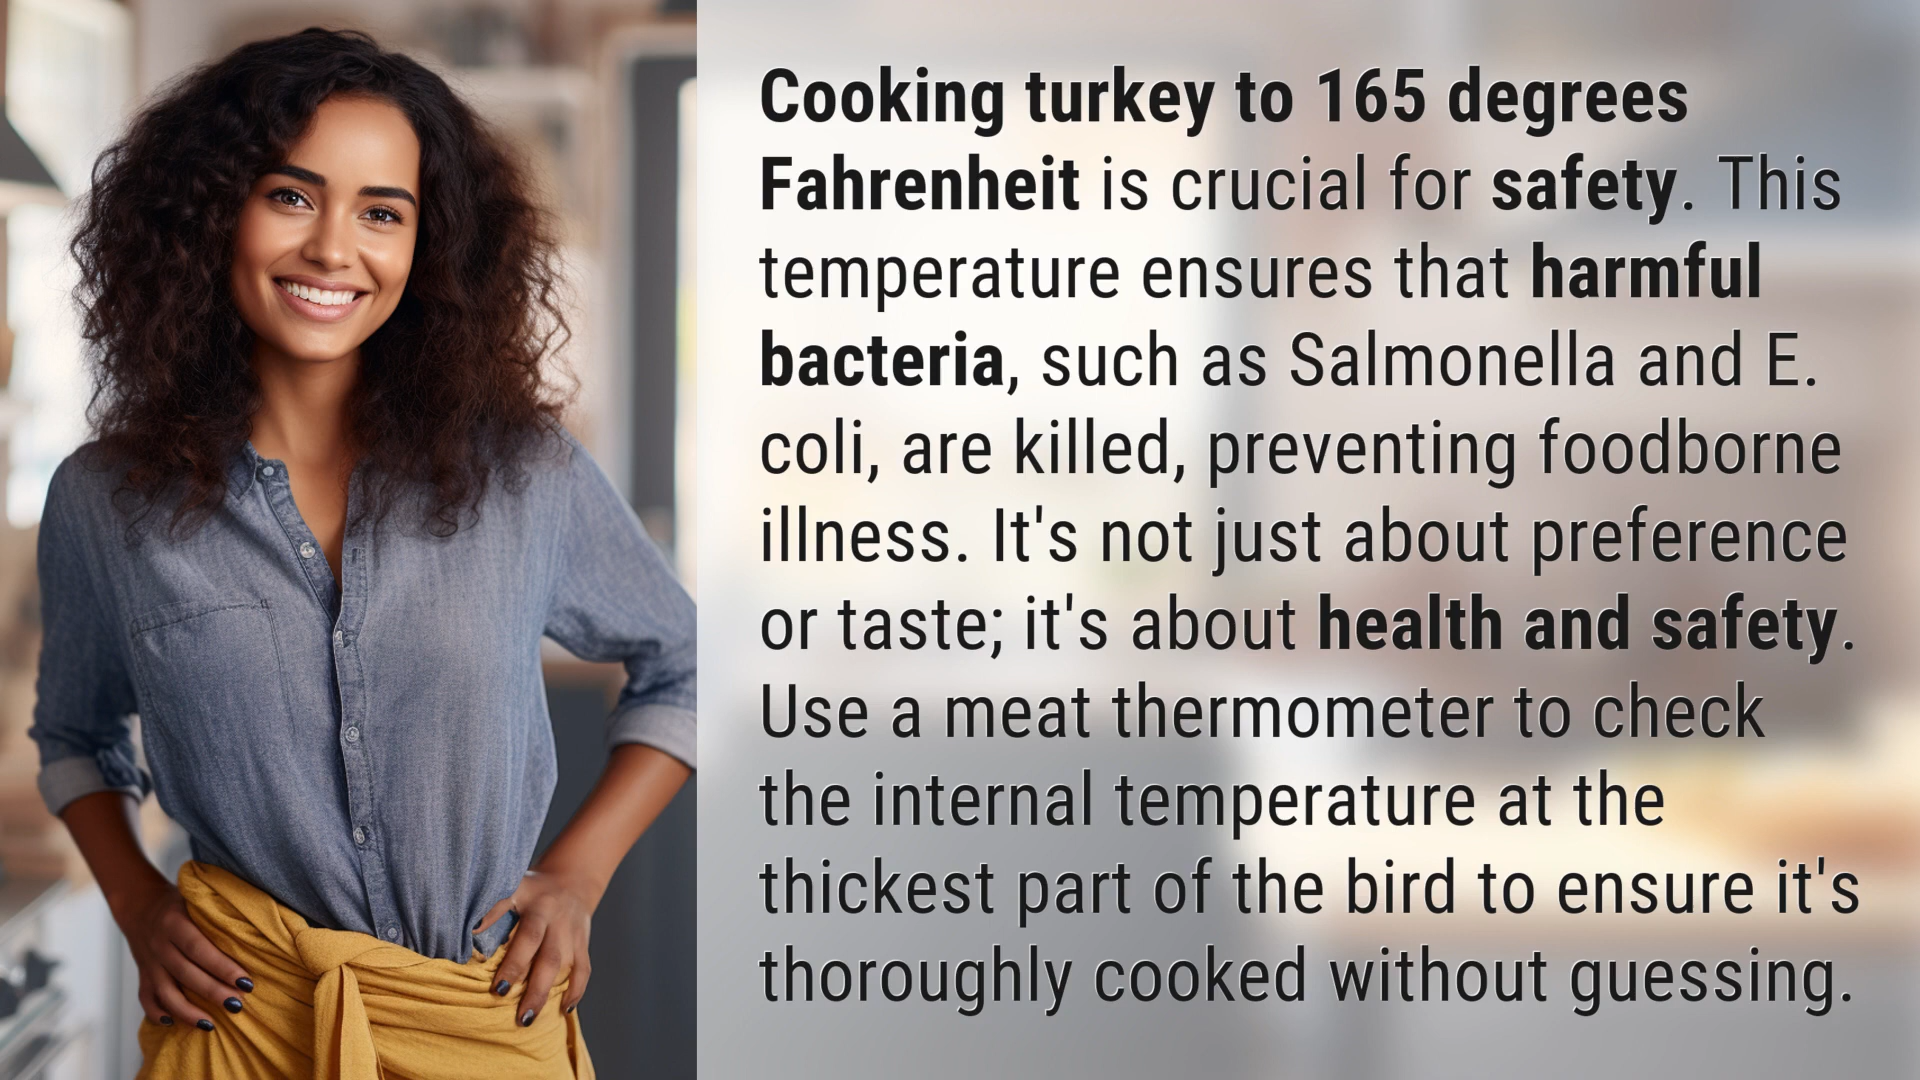 Cooking turkey to 165 degrees
Fahrenheit is crucial for safety. This
temperature ensures that harmful
bacteria, such as Salmonella and E.
coli, are killed, preventing foodborne
illness. It's not just about preference
or taste; it's about health and safety.
Use a meat thermometer to check
the internal temperature at the
thickest part of the bird to ensure it's
thoroughly cooked without guessing.